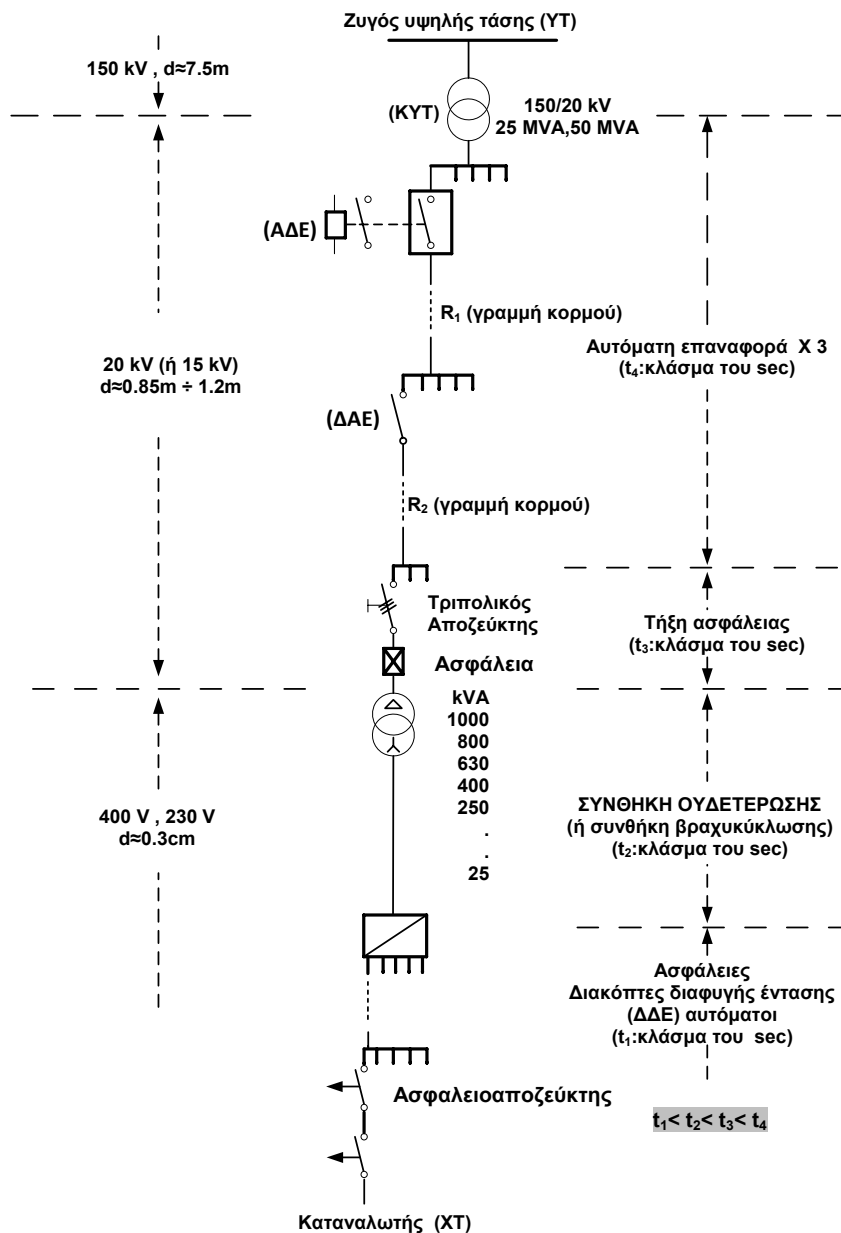 Ζυγός υψηλής τάσης (ΥΤ)
150 kV , d≈7.5m
(ΚΥΤ)
150/20 kV
25 MVA,50 MVA
(ΑΔΕ)
R₁ (γραμμή κορμού)
20 kV (ή 15 kV)
d≈0.85m ÷ 1.2m
Αυτόματη επαναφορά Χ 3
(t₄:κλάσμα του sec)
(ΔΑΕ)
R₂ (γραμμή κορμού)
Τριπολικός
Αποζεύκτης
Τήξη ασφάλειας
(t₃:κλάσμα του sec)
Ασφάλεια
kVA
1000
800
630
400
250
.
.
25
400 V , 230 V
d≈0.3cm
ΣΥΝΘΗΚΗ ΟΥΔΕΤΕΡΩΣΗΣ
(ή συνθήκη βραχυκύκλωσης)
(t₂:κλάσμα του sec)
Ασφάλειες
Διακόπτες διαφυγής έντασης
(ΔΔΕ) αυτόματοι
(t₁:κλάσμα του sec)
Ασφαλειοαποζεύκτης
t₁< t₂< t₃< t₄
Καταναλωτής (ΧΤ)